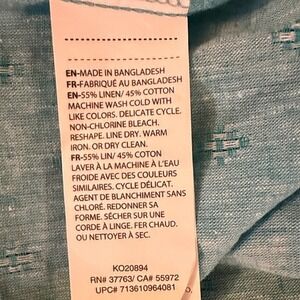 EN-MADE IN BANGLADESH
FR-FABRIQUÉ AU BANGLADESH
EN-55% LINEN/ 45% COTTON
MACHINE WASH COLD WITH
LIKE COLORS. DELICATE CYCLE.
NON-CHLORINE BLEACH.
RESHAPE. LINE DRY. WARM
IRON. OR DRY CLEAN.
FR-55% LIN/ 45% COTON
LAVER À LA MACHINE À L'EAU
FROIDE AVEC DES COULEURS
SIMILAIRES. CYCLE DÉLICAT.
AGENT DE BLANCHIMENT SANS
CHLORÉ. REDONNER SA
FORME. SÉCHER SUR UNE
CORDE À LINGE. FER CHAUD.
OU NETTOYER À SEC.
KO20894
RN# 37763/ CA# 55972
UPC# 713610964081